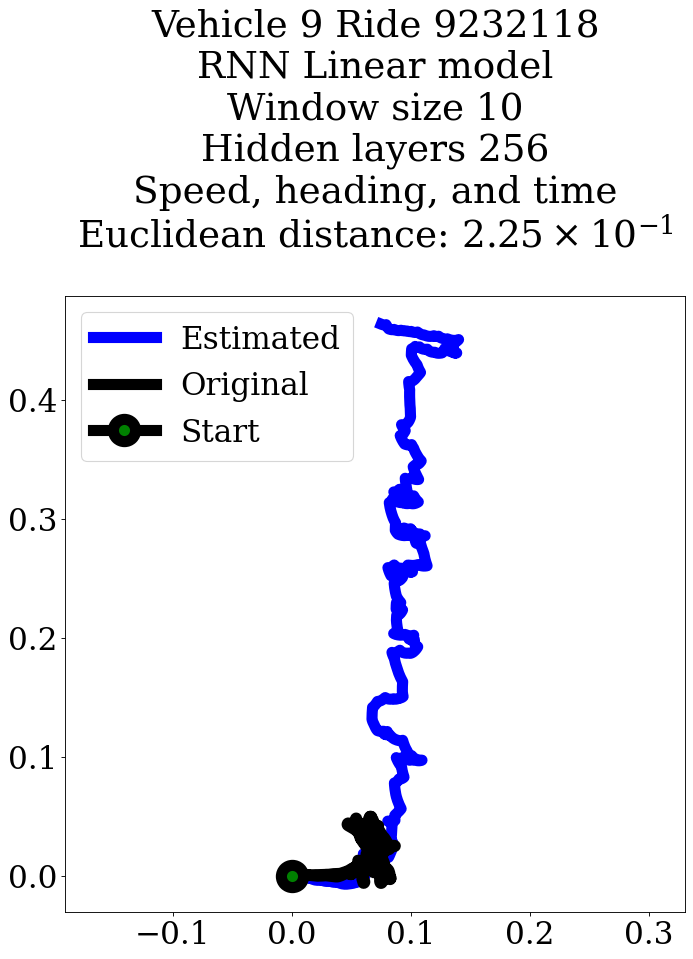 Vehicle 9 Ride 9232118
RNN Linear model
Window size 10
Hidden layers 256
Speed, heading, and time
Euclidean distance: 2.25 × 10⁻¹
Estimated
Original
Start
0.4
0.3
0.2
0.1
0.0
−0.1 0.0 0.1 0.2 0.3